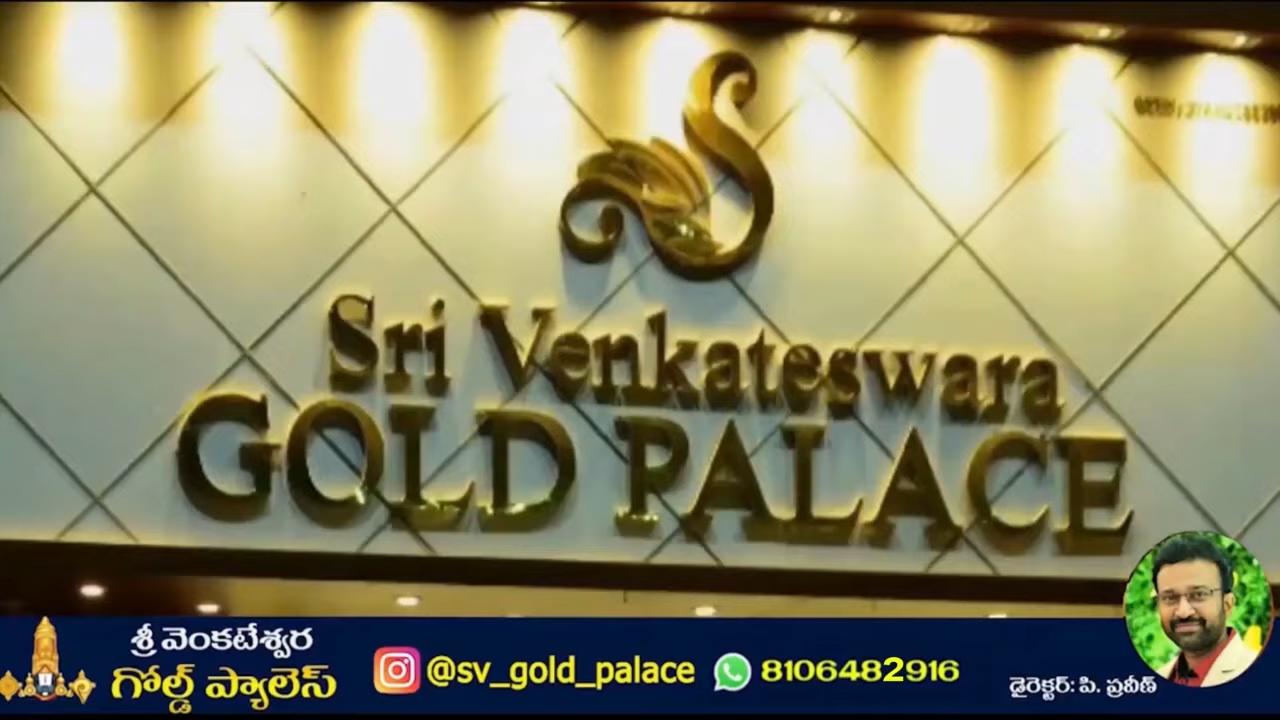 Sri Venkateswara
GOLD PALACE
శ్రీ వెంకటేశ్వర
గోల్డ్ ప్యాలెస్
@sv_gold_palace
8106482916
డైరెక్టర్: పి. ప్రవీణ్